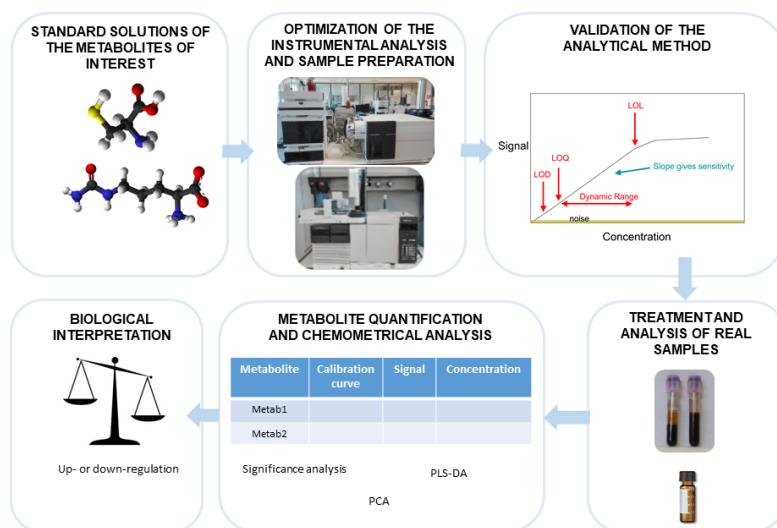 STANDARD SOLUTIONS
OF THE METABOLITES OF
INTEREST
OPTIMIZATION OF THE
INSTRUMENTAL ANALYSIS
AND SAMPLE PREPARATION
VALIDATION OF THE
ANALYTICAL METHOD
LOL
Signal
LOQ
LOD
Slope gives sensitivity
Dynamic Range
noise
Concentration
TREATMENT AND
ANALYSIS OF REAL
SAMPLES
METABOLITE QUANTIFICATION
AND CHEMOMETRICAL ANALYSIS
Metabolite Calibration curve Signal Concentration
Metab1
Metab2
Significance analysis
PLS-DA
PCA
BIOLOGICAL
INTERPRETATION
Up- or down-regulation